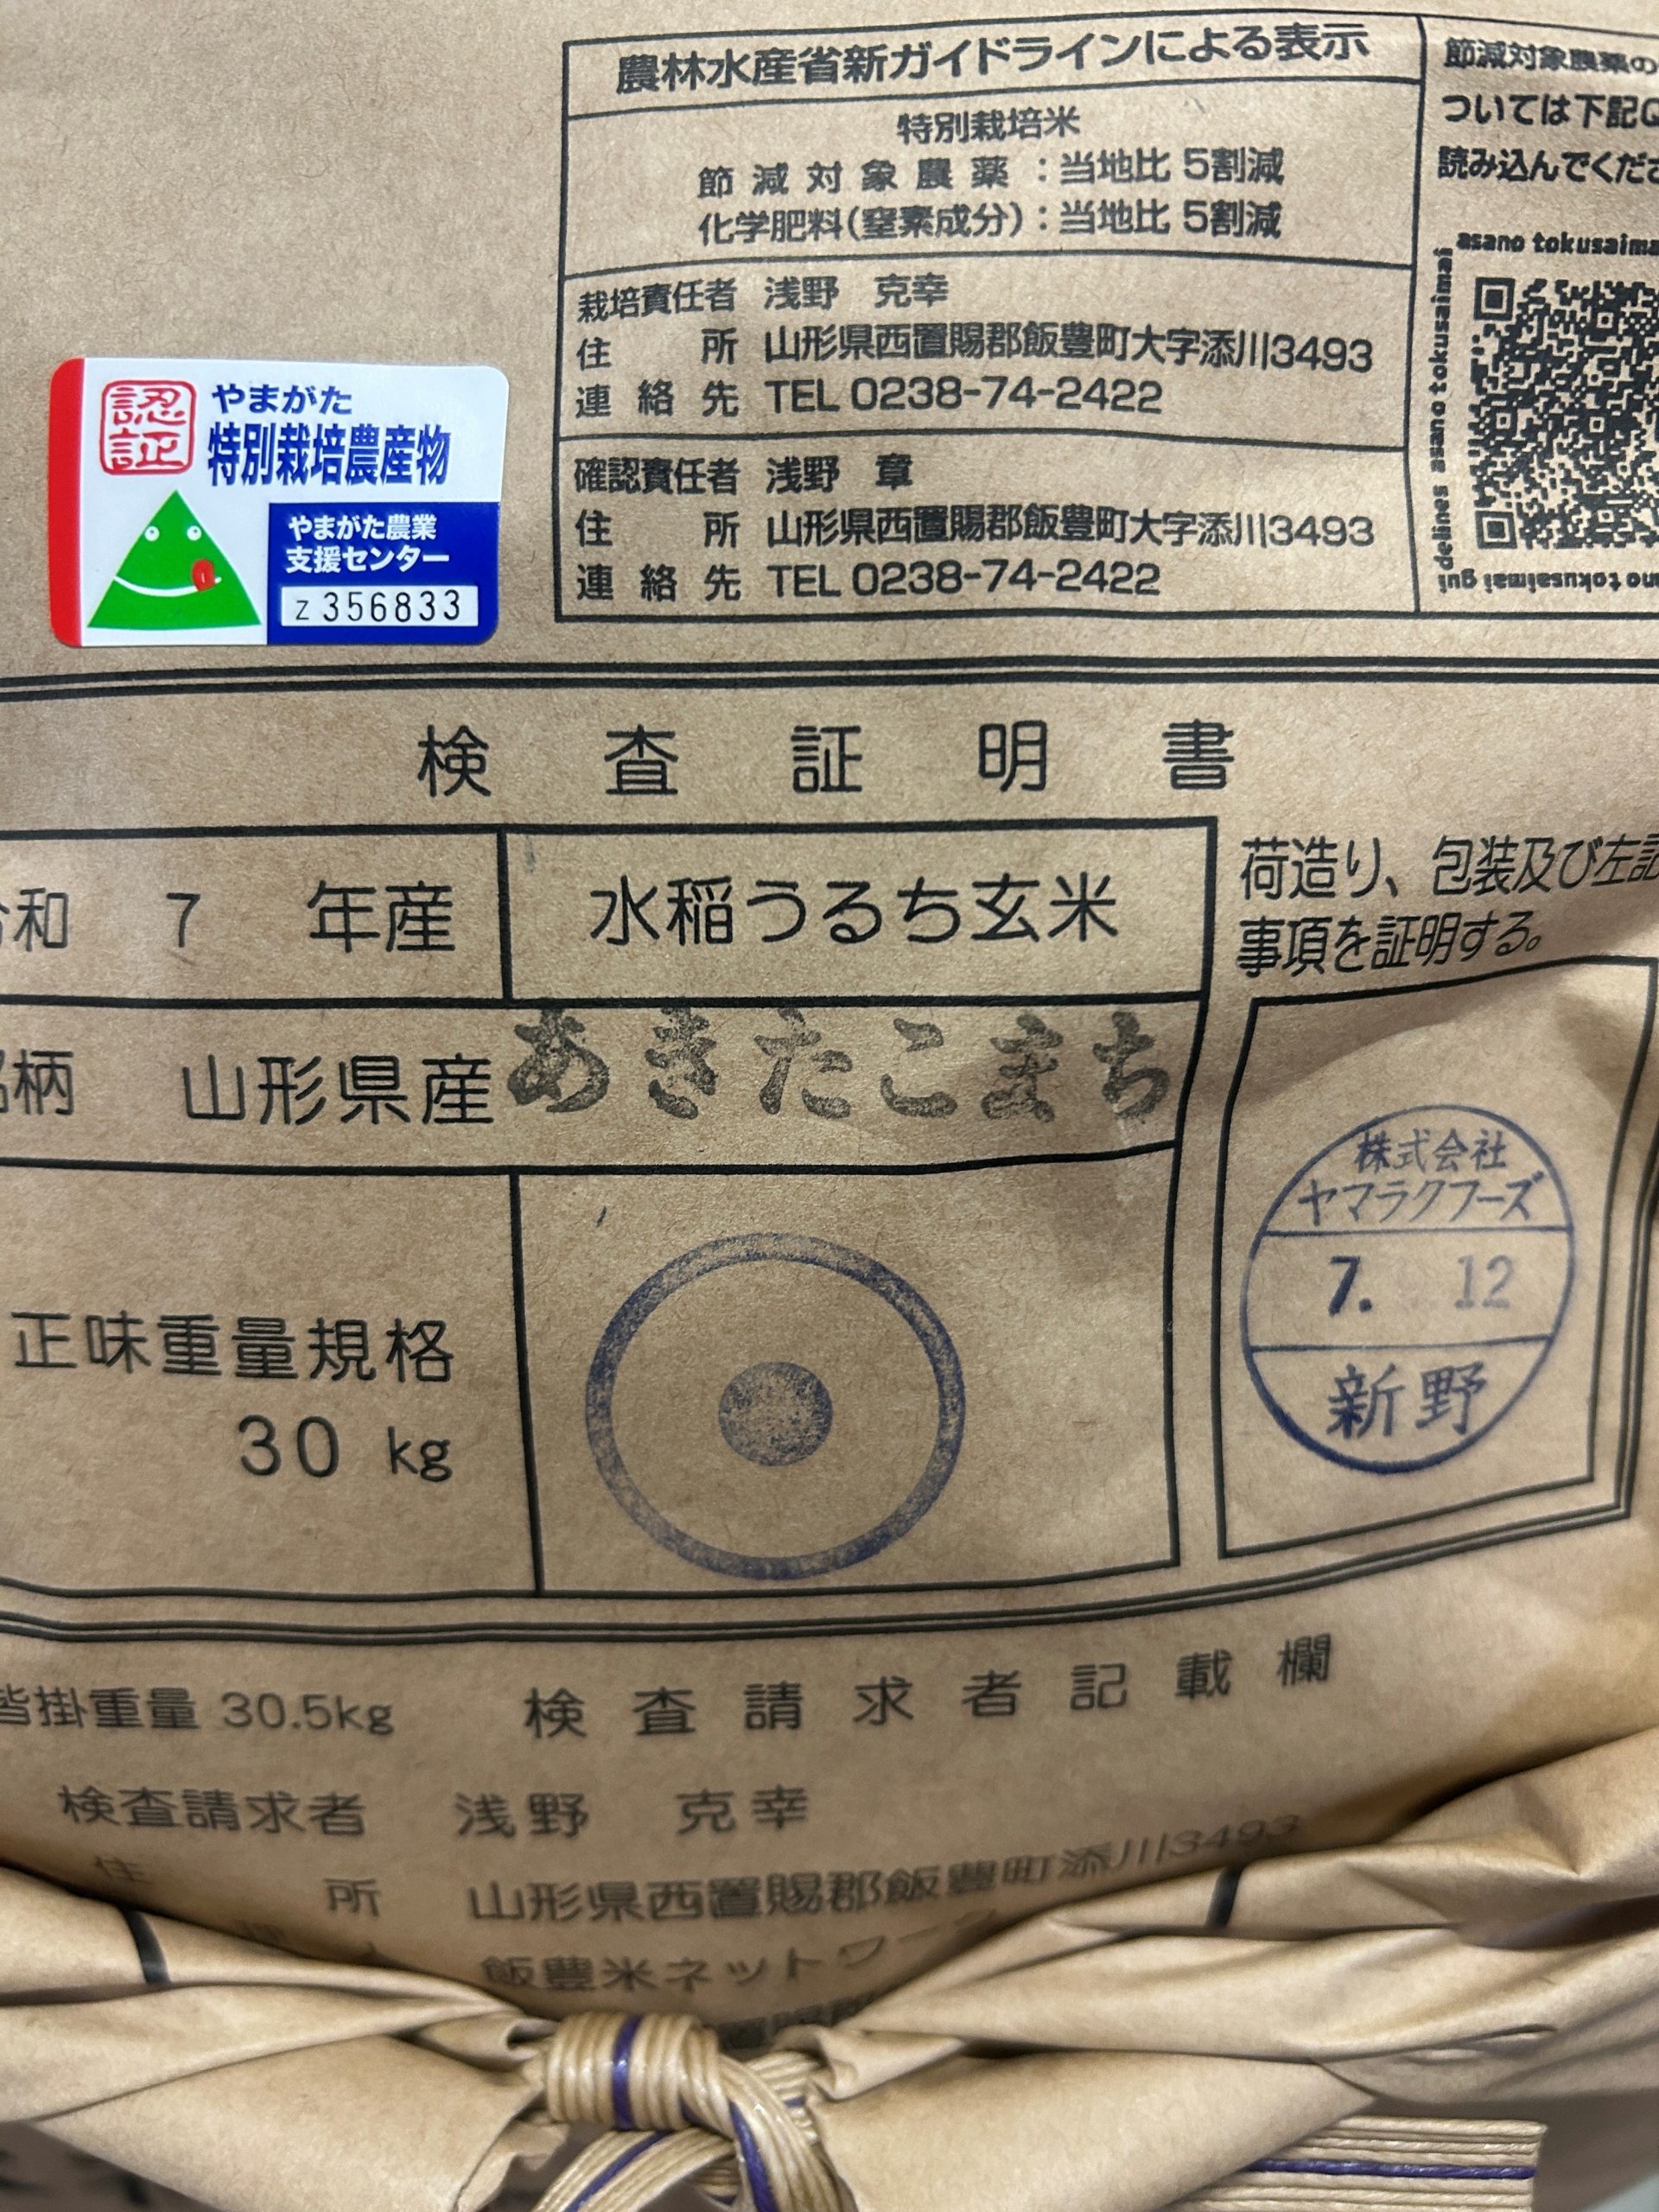 農林水産省新ガイドラインによる表示
特別栽培米
節減対象農薬：当地比 5割減
化学肥料（窒素成分）：当地比 5割減
栽培責任者 浅野 克幸
住 所 山形県西置賜郡飯豊町大字添川3493
連絡先 TEL 0238-74-2422
確認責任者 浅野 章
住 所 山形県西置賜郡飯豊町大字添川3493
連絡先 TEL 0238-74-2422
節減対象農薬の
ついては下記Q
読み込んでくださ
asano tokusaimai
asano tokusaimai
認証
やまがた
特別栽培農産物
やまがた農業
支援センター
Z 356833
検査証明書
令和 7 年産
水稲うるち玄米
荷造り、包装及び左記
事項を証明する。
銘柄 山形県産 あきたこまち
正味重量規格
30 kg
株式会社
ヤマラクフーズ
7. 12
新野
皆掛重量 30.5kg
検査請求者記載欄
検査請求者 浅野 克幸
住 所 山形県西置賜郡飯豊町添川3493
飯豊米ネットワーク